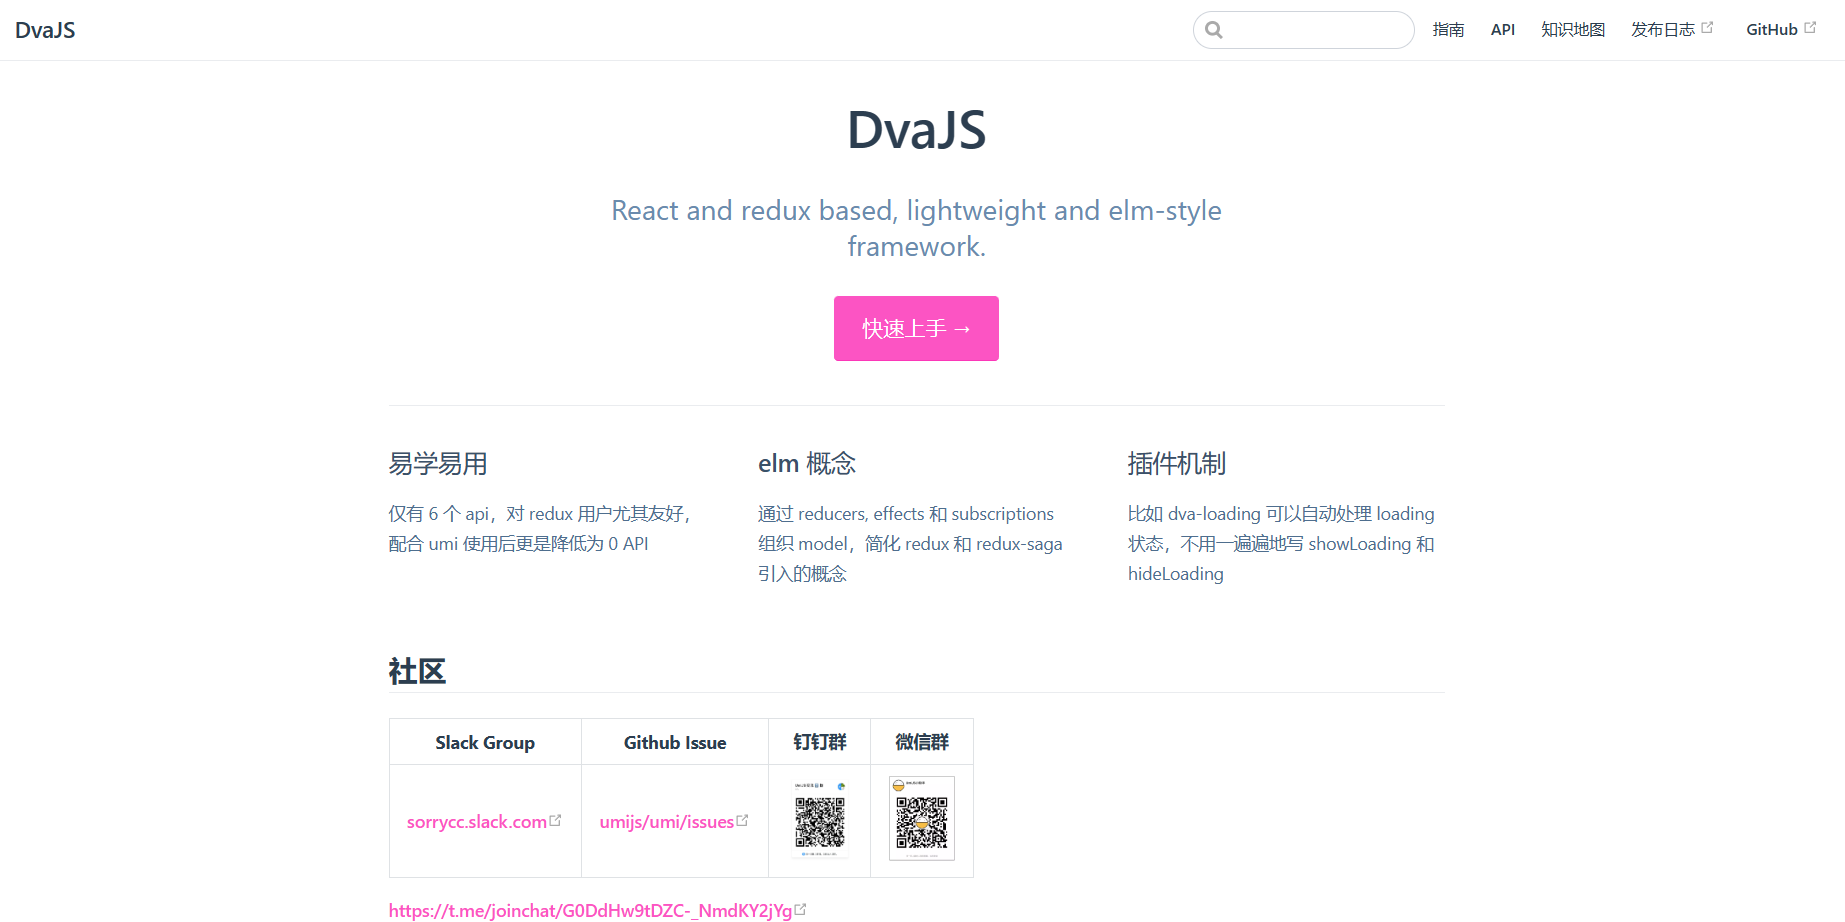 DvaJS
指南 API 知识地图 发布日志 GitHub
DvaJS
React and redux based, lightweight and elm-style
framework.
快速上手 →
易学易用
仅有 6 个 api，对 redux 用户尤其友好，
配合 umi 使用后更是降低为 0 API
elm 概念
通过 reducers, effects 和 subscriptions
组织 model，简化 redux 和 redux-saga
引入的概念
插件机制
比如 dva-loading 可以自动处理 loading
状态，不用一遍遍地写 showLoading 和
hideLoading
社区
Slack Group Github Issue 钉钉群 微信群
sorrycc.slack.com umijs/umi/issues
https://t.me/joinchat/G0DdHw9tDZC-_NmdKY2jYg